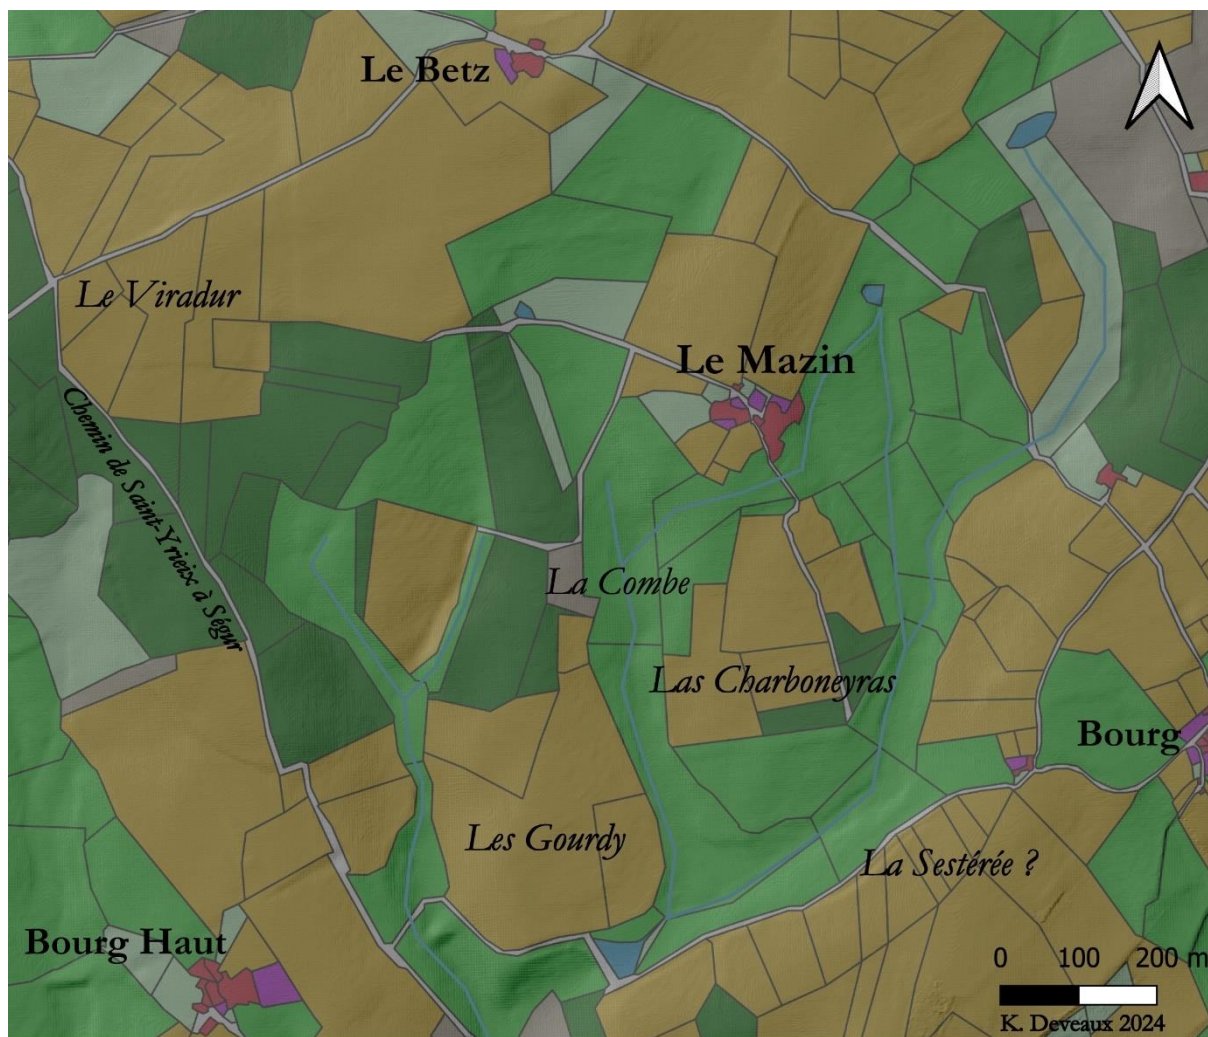 Le Betz
Le Viradur
Le Mazin
Chemin de Saint-Yrieix à Ségur
La Combe
Las Charboneyras
Bourg
Les Gourdy
La Sestérée ?
Bourg Haut
0 100 200 m
K. Deveaux 2024